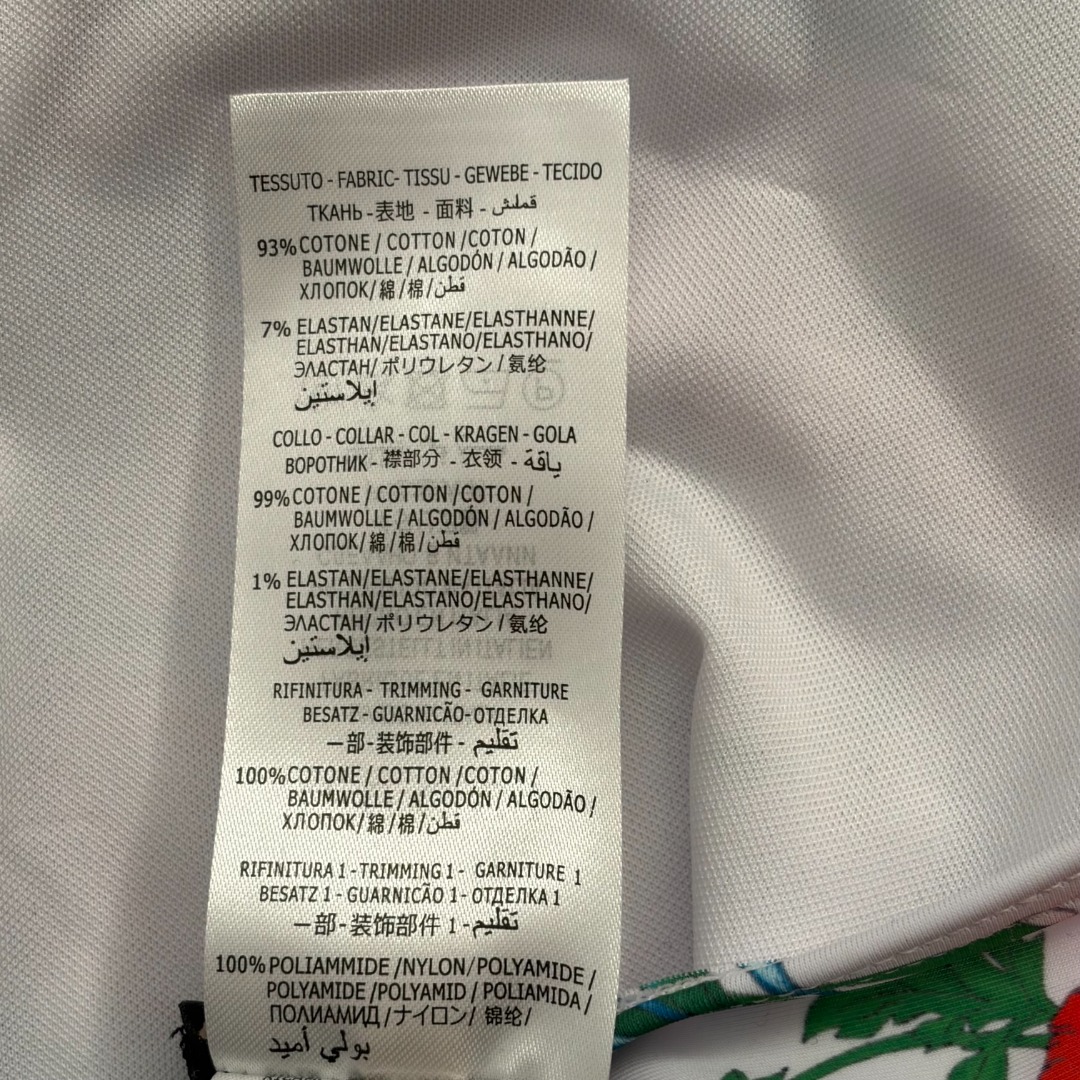 TESSUTO - FABRIC- TISSU - GEWEBE - TECIDO
ТКАНЬ -表地 - 面料 - قملش
93% COTONE / COTTON /COTON /
BAUMWOLLE / ALGODÓN / ALGODÃO /
ХЛОПОК/ 綿 /棉/قطن
7% ELASTAN/ELASTANE/ELASTHANNE/
ELASTHAN/ELASTANO/ELASTHANO/
ЭЛАСТАН/ ポリウレタン / 氨纶
إيلاستين
COLLO - COLLAR - COL - KRAGEN - GOLA
ВОРОТНИК - 襟部分 - 衣领 - ياقة
99% COTONE / COTTON /COTON /
BAUMWOLLE / ALGODÓN / ALGODÃO /
ХЛОПОК/ 綿 /棉/قطن
1% ELASTAN/ELASTANE/ELASTHANNE/
ELASTHAN/ELASTANO/ELASTHANO/
ЭЛАСТАН/ ポリウレタン / 氨纶
إيلاستين
RIFINITURA - TRIMMING - GARNITURE
BESATZ - GUARNICÃO-ОТДЕЛКА
一部-装饰部件 - تقليم
100% COTONE / COTTON /COTON /
BAUMWOLLE / ALGODÓN / ALGODÃO /
ХЛОПОК/ 綿 /棉/قطن
RIFINITURA 1 - TRIMMING 1 - GARNITURE 1
BESATZ 1 - GUARNICÃO 1- ОТДЕЛКА 1
一部-装饰部件 1 - تقليم
100% POLIAMMIDE /NYLON/ POLYAMIDE /
POLYAMIDE /POLYAMID / POLIAMIDA /
ПОЛИАМИД /ナイロン/ 锦纶/
بولي أميد